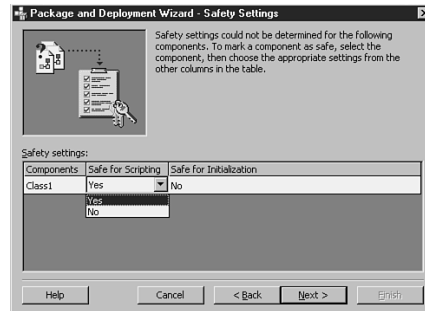 Package and Deployment Wizard - Safety Settings
Safety settings could not be determined for the following
components. To mark a component as safe, select the
component, then choose the appropriate settings from the
other columns in the table.
Safety settings:
Components Safe for Scripting Safe for Initialization
Class1 Yes No
Yes
No
Help Cancel < Back Next > Finish